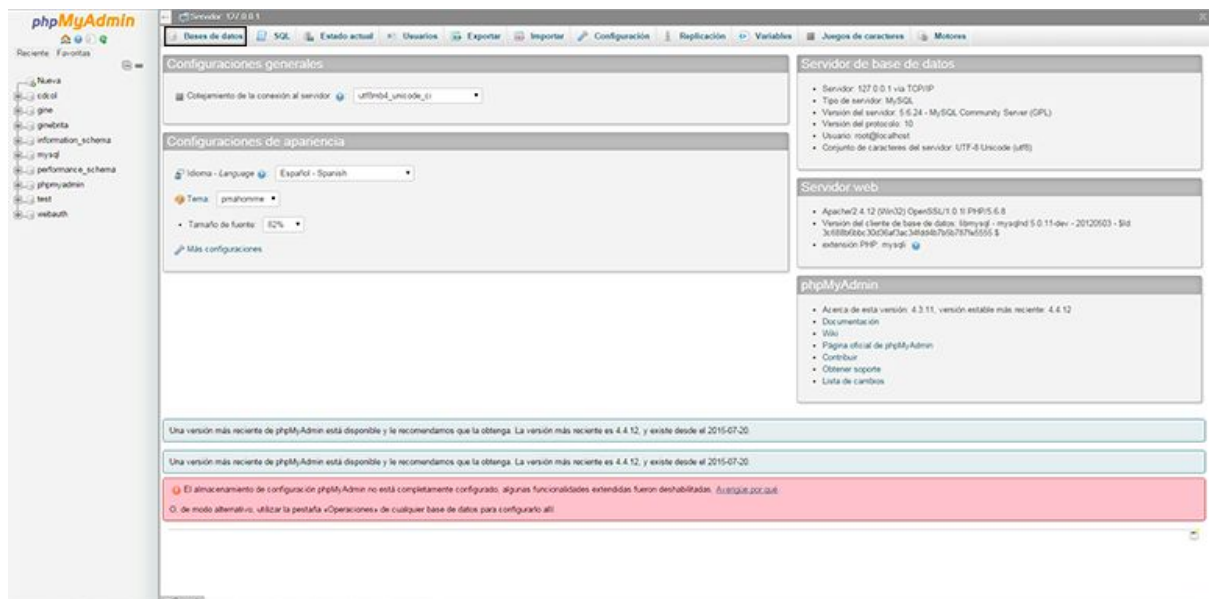 phpMyAdmin
Reciente Favoritas
Nueva
cdcol
gine
ginebrita
information_schema
mysql
performance_schema
phpmyadmin
test
webauth
Servidor: 127.0.0.1
Bases de datos SQL Estado actual Usuarios Exportar Importar Configuración Replicación Variables Juegos de caracteres Motores
Configuraciones generales
Cotejamiento de la conexión al servidor utf8mb4_unicode_ci
Configuraciones de apariencia
Idioma - Language Español - Spanish
Tema: pmahomme
• Tamaño de fuente: 82%
Más configuraciones
Servidor de base de datos
• Servidor: 127.0.0.1 via TCP/IP
• Tipo de servidor: MySQL
• Versión del servidor: 5.6.24 - MySQL Community Server (GPL)
• Versión del protocolo: 10
• Usuario: root@localhost
• Conjunto de caracteres del servidor: UTF-8 Unicode (utf8)
Servidor web
• Apache/2.4.12 (Win32) OpenSSL/1.0.1l PHP/5.6.8
• Versión del cliente de base de datos: libmysql - mysqlnd 5.0.11-dev - 20120503 - $Id:
• extensión PHP: mysqli
phpMyAdmin
• Acerca de esta versión: 4.3.11, versión estable más reciente: 4.4.12
• Documentación
• Wiki
• Página oficial de phpMyAdmin
• Contribuir
• Obtener soporte
• Lista de cambios
Una versión más reciente de phpMyAdmin está disponible y le recomendamos que la obtenga. La versión más reciente es 4.4.12, y existe desde el 2015-07-20.
Una versión más reciente de phpMyAdmin está disponible y le recomendamos que la obtenga. La versión más reciente es 4.4.12, y existe desde el 2015-07-20.
El almacenamiento de configuración phpMyAdmin no está completamente configurado, algunas funcionalidades extendidas fueron deshabilitadas. Averigüe por qué.
O, de modo alternativo, utilizar la pestaña «Operaciones» de cualquier base de datos para configurarlo allí.